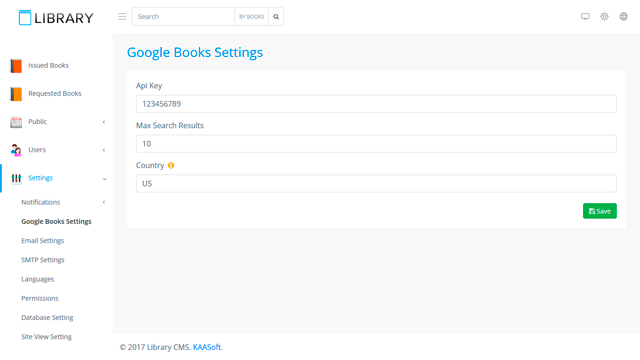 LIBRARY
Search
BY BOOKS
Issued Books
Requested Books
Public
Users
Settings
Notifications
Google Books Settings
Email Settings
SMTP Settings
Languages
Permissions
Database Setting
Site View Setting
Google Books Settings
Api Key
123456789
Max Search Results
10
Country
US
Save
© 2017 Library CMS. KAASoft.